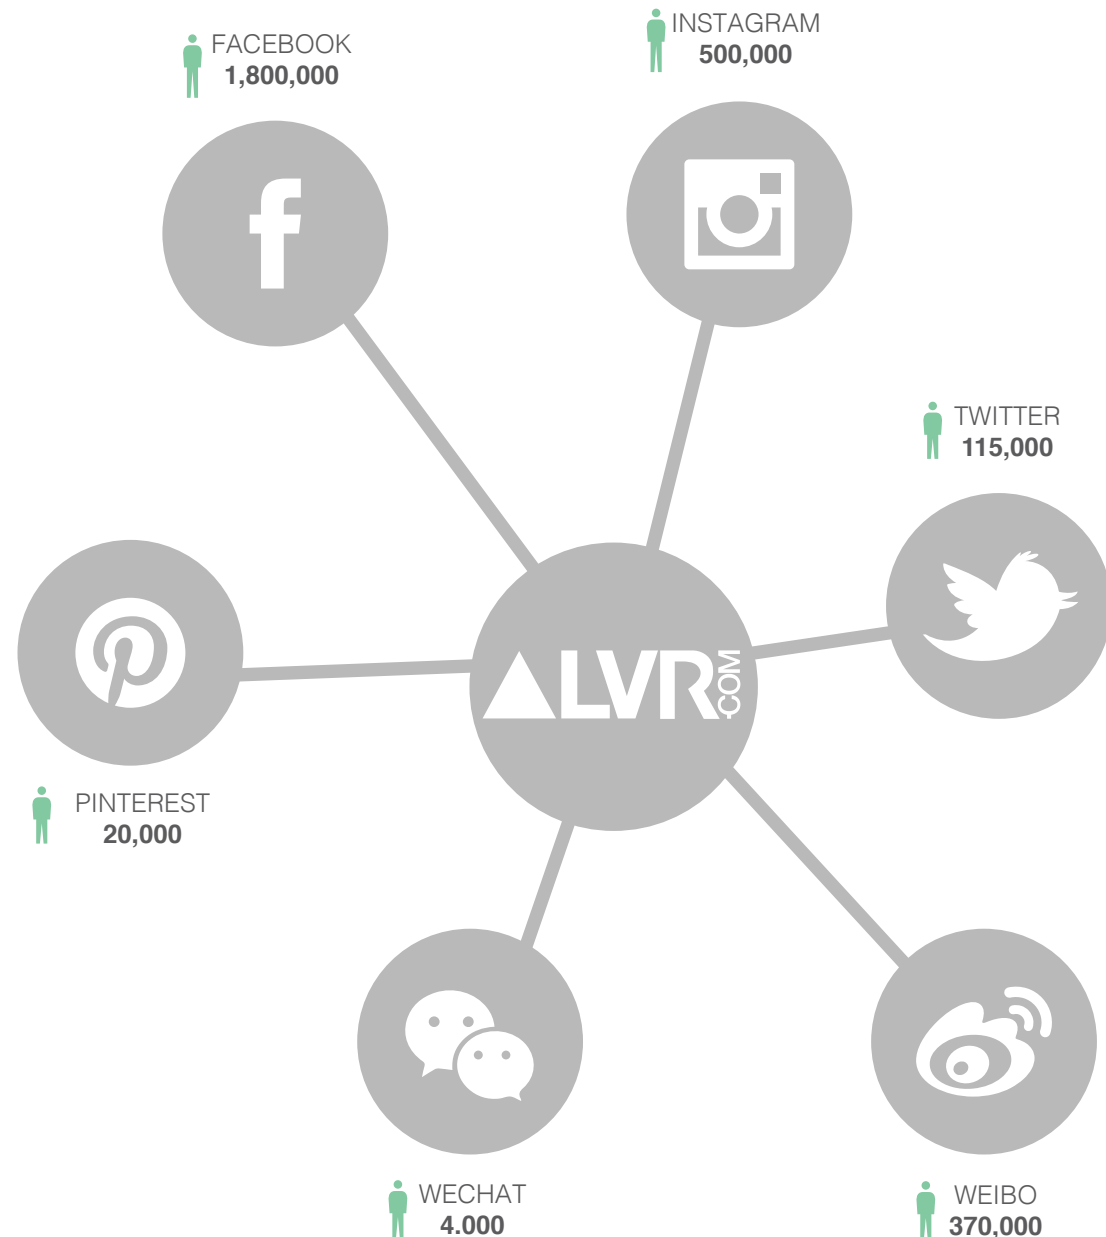 INSTAGRAM
500,000
FACEBOOK
1,800,000
TWITTER
115,000
ALVR.COM
PINTEREST
20,000
WECHAT
4.000
WEIBO
370,000